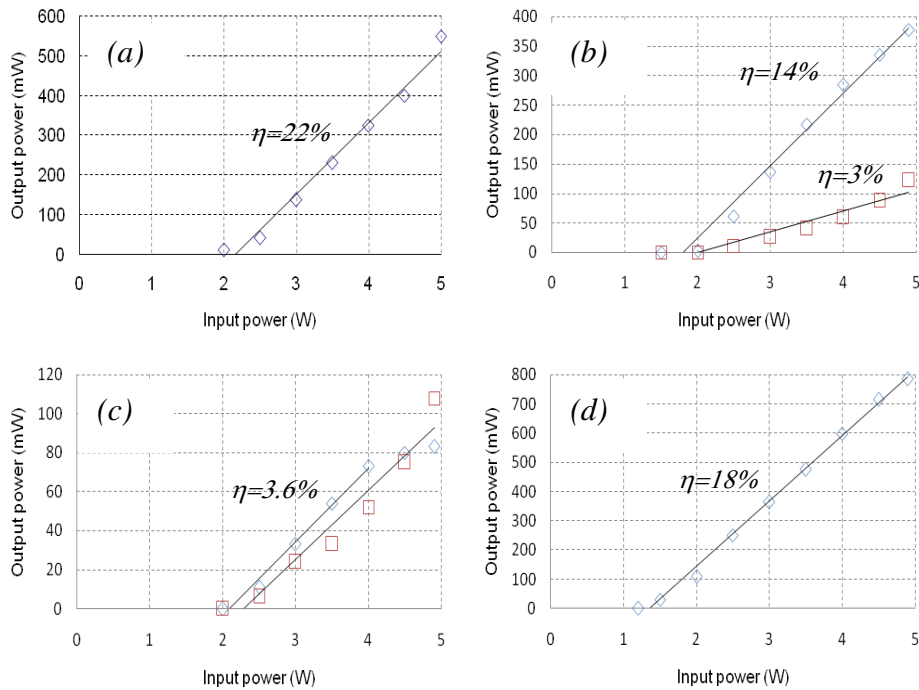 (a)
Output power (mW)
600
500
400
300
200
100
0
η=22%
0 1 2 3 4 5
Input power (W)
(b)
Output power (mW)
400
350
300
250
200
150
100
50
0
η=14%
η=3%
0 1 2 3 4 5
Input power (W)
(c)
Output power (mW)
120
100
80
60
40
20
0
η=3.6%
0 1 2 3 4 5
Input power (W)
(d)
Output power (mW)
800
700
600
500
400
300
200
100
0
η=18%
0 1 2 3 4 5
Input power (W)